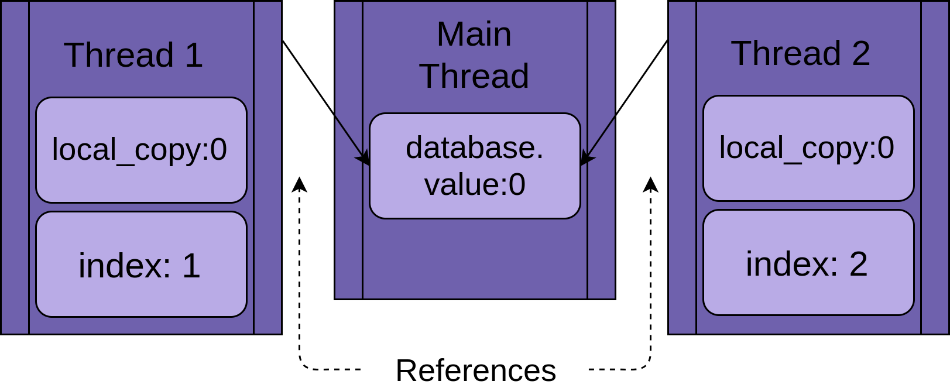 Thread 1
local_copy:0
index: 1
Main
Thread
database.
value:0
Thread 2
local_copy:0
index: 2
References